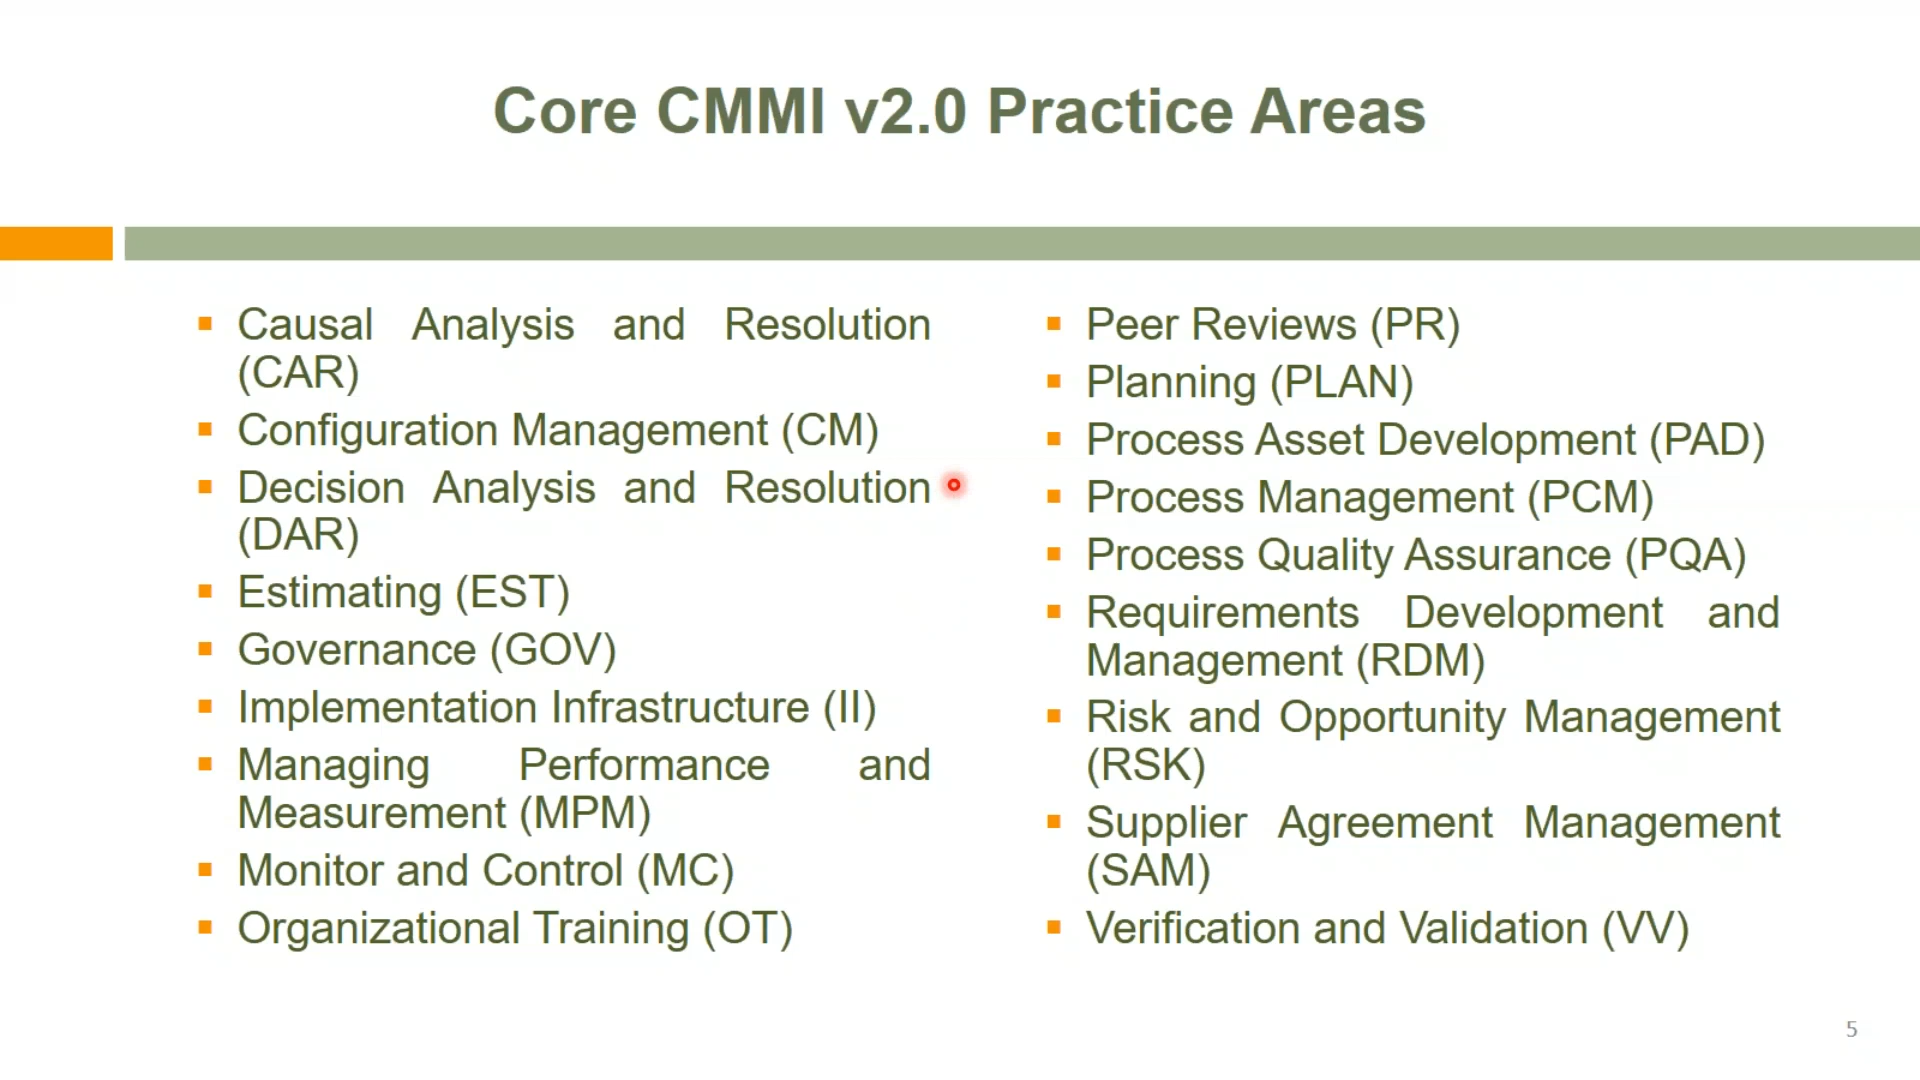 Core CMMI v2.0 Practice Areas
Causal Analysis and Resolution
(CAR)
Configuration Management (CM)
Decision Analysis and Resolution
(DAR)
Estimating (EST)
Governance (GOV)
Implementation Infrastructure (II)
Managing Performance and
Measurement (MPM)
Monitor and Control (MC)
Organizational Training (OT)
Peer Reviews (PR)
Planning (PLAN)
Process Asset Development (PAD)
Process Management (PCM)
Process Quality Assurance (PQA)
Requirements Development and
Management (RDM)
Risk and Opportunity Management
(RSK)
Supplier Agreement Management
(SAM)
Verification and Validation (VV)
5